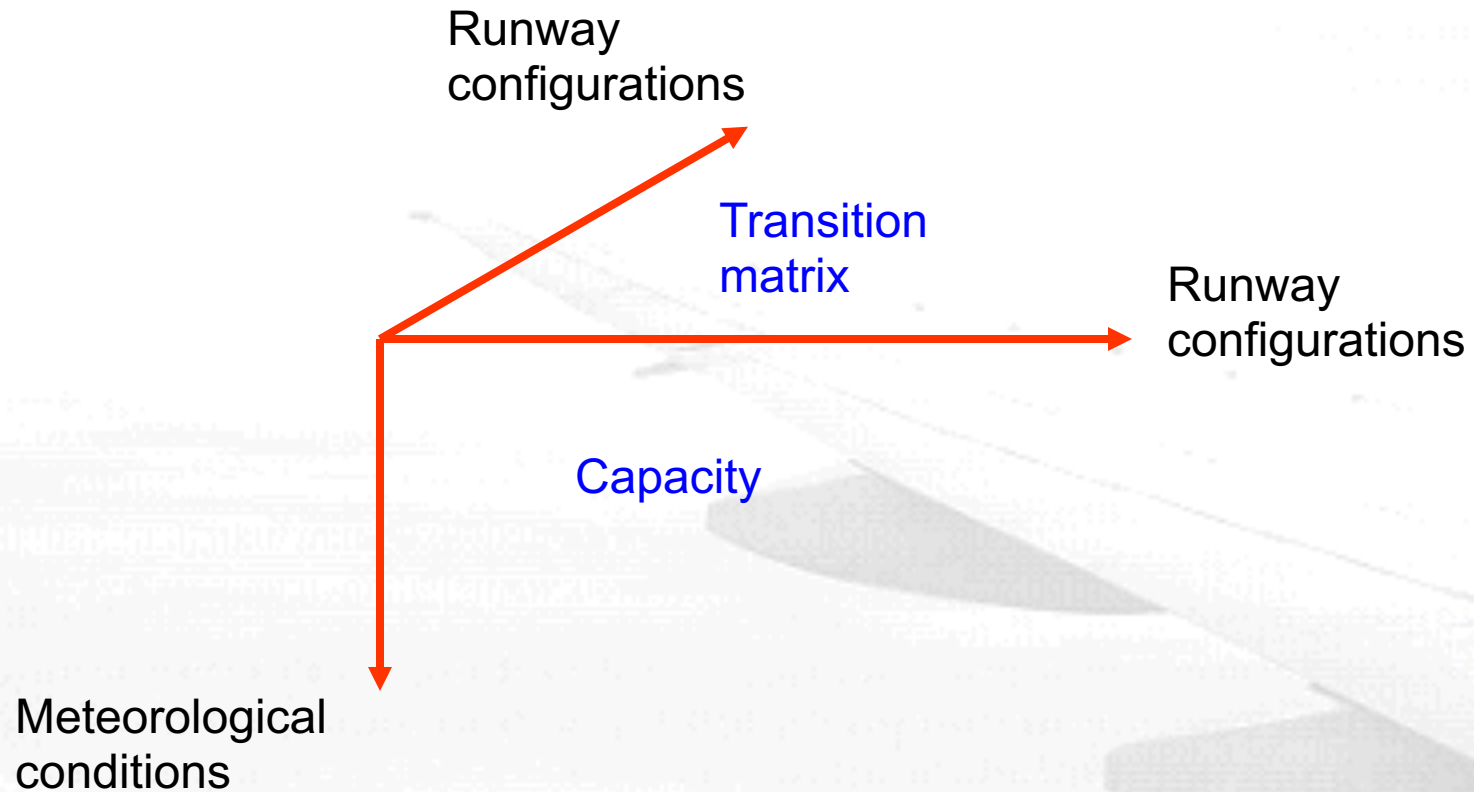 Runway
configurations
Transition
matrix
Runway
configurations
Capacity
Meteorological
conditions